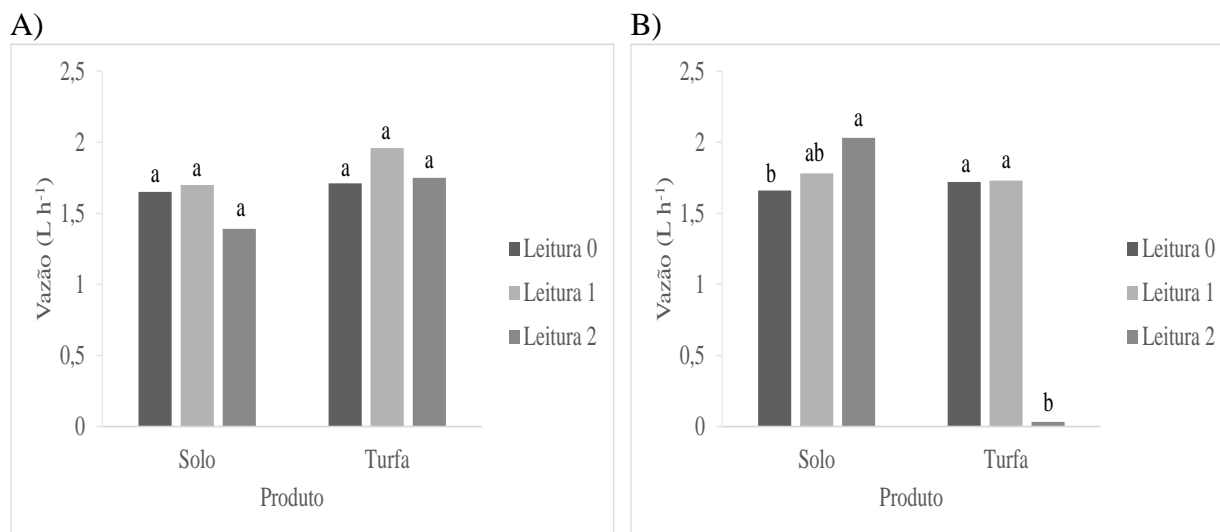 A)
2,5
2
1,5
1
0,5
0
Vazão (L h⁻¹)
a
a
a
a
a
a
Solo
Turfa
Produto
Leitura 0
Leitura 1
Leitura 2
B)
2,5
2
1,5
1
0,5
0
Vazão (L h⁻¹)
b
ab
a
a
a
b
Solo
Turfa
Produto
Leitura 0
Leitura 1
Leitura 2